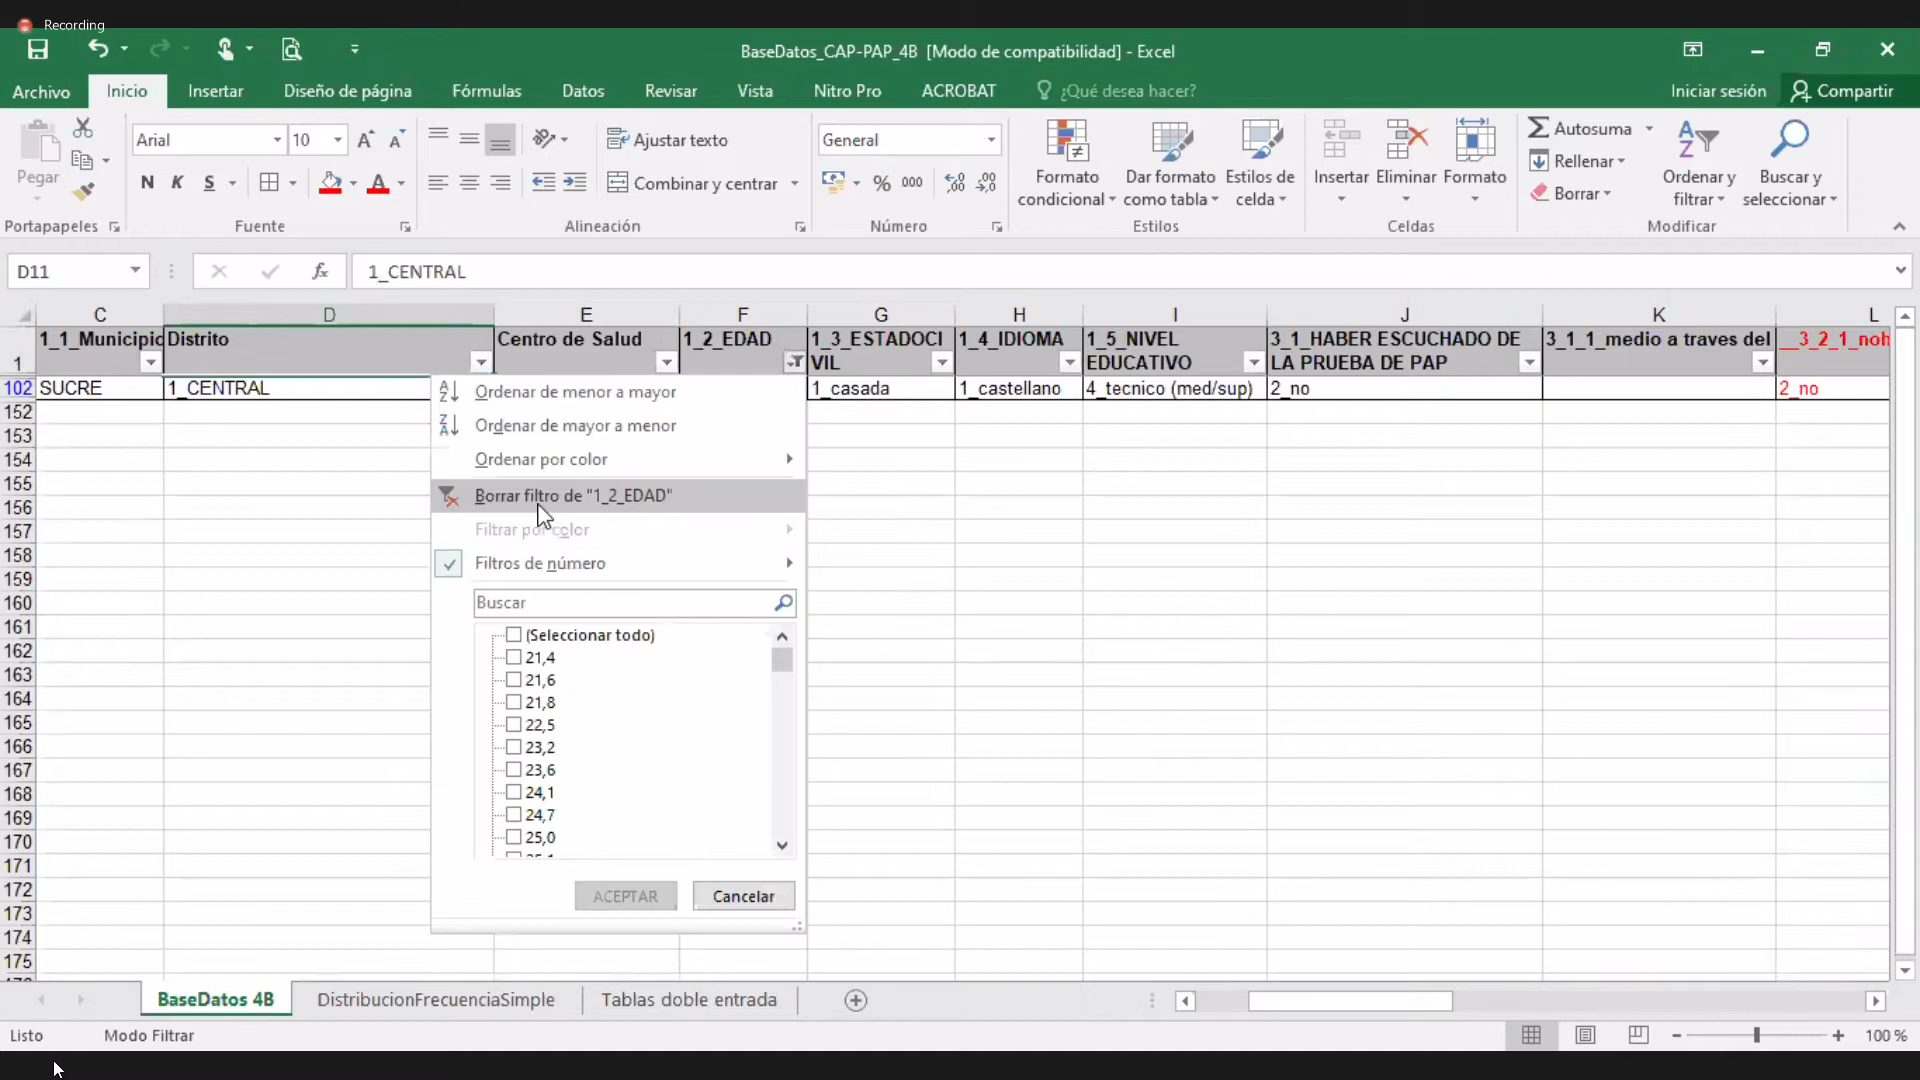 Recording
BaseDatos_CAP-PAP_4B [Modo de compatibilidad] - Excel
Archivo Inicio Insertar Diseño de página Fórmulas Datos Revisar Vista Nitro Pro ACROBAT ¿Qué desea hacer? Iniciar sesión Compartir
Pegar
Portapapeles
Arial 10
N K S
Fuente
Ajustar texto
Combinar y centrar
Alineación
General
% 000
Número
Formato condicional
Dar formato como tabla
Estilos de celda
Estilos
Insertar Eliminar Formato
Celdas
Autosuma
Rellenar
Borrar
Ordenar y filtrar
Buscar y seleccionar
Modificar
D11 fx 1_CENTRAL
C D E F G H I J K L
1 1_1_Municipio Distrito Centro de Salud 1_2_EDAD 1_3_ESTADOCI VIL 1_4_IDIOMA 1_5_NIVEL EDUCATIVO 3_1_HABER ESCUCHADO DE LA PRUEBA DE PAP 3_1_1_medio a traves del __3_2_1_noh
102 SUCRE 1_CENTRAL 1_casada 1_castellano 4_tecnico (med/sup) 2_no 2_no
152
153
154
155
156
157
158
159
160
161
162
163
164
165
166
167
168
169
170
171
172
173
174
175
Ordenar de menor a mayor
Ordenar de mayor a menor
Ordenar por color
Borrar filtro de "1_2_EDAD"
Filtrar por color
Filtros de número
Buscar
(Seleccionar todo)
21,4
21,6
21,8
22,5
23,2
23,6
24,1
24,7
25,0
ACEPTAR Cancelar
BaseDatos 4B DistribucionFrecuenciaSimple Tablas doble entrada
Listo Modo Filtrar 100 %